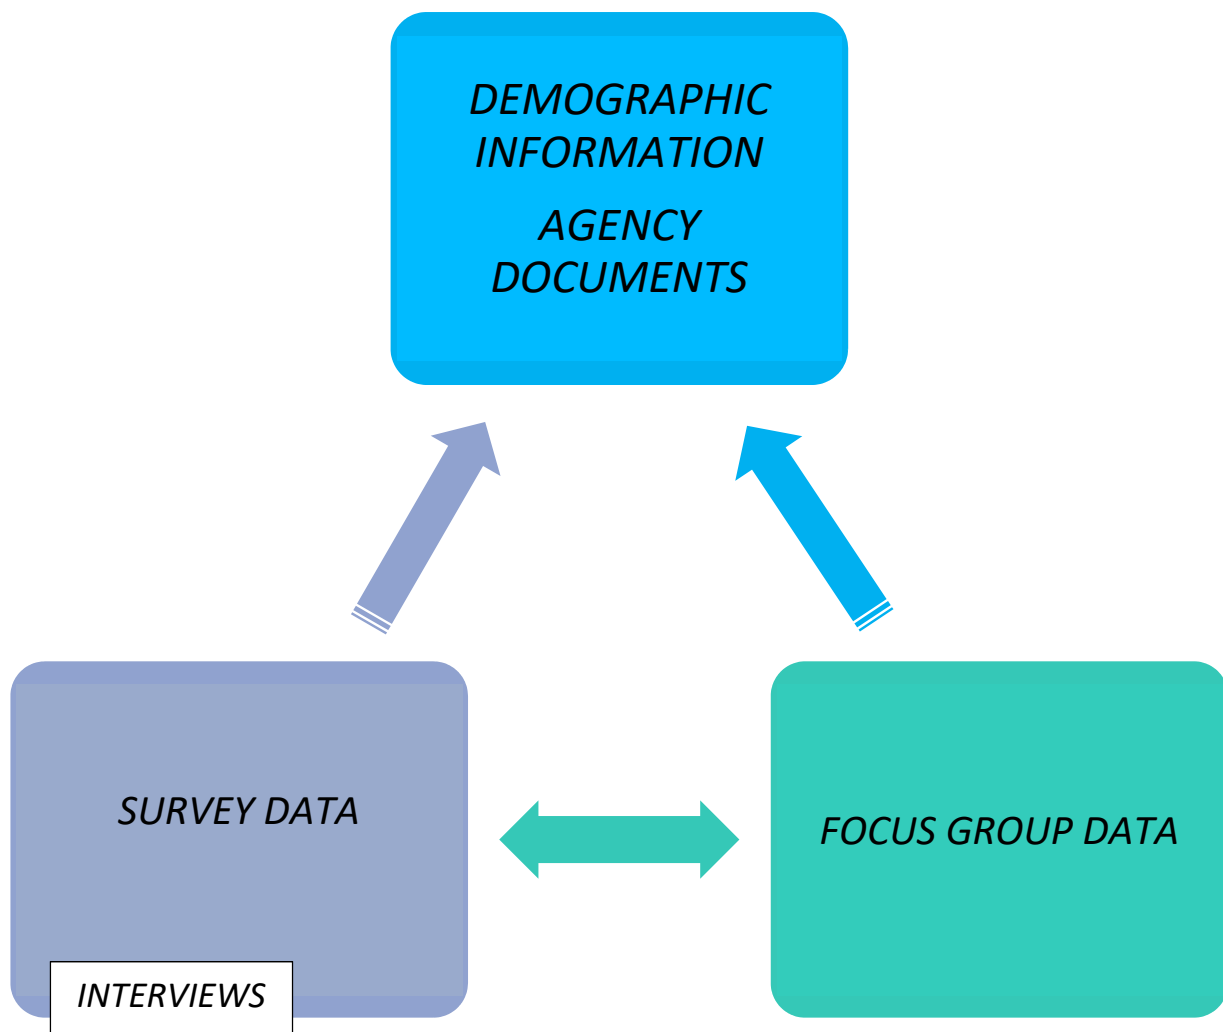 DEMOGRAPHIC
INFORMATION
AGENCY
DOCUMENTS
SURVEY DATA
FOCUS GROUP DATA
INTERVIEWS